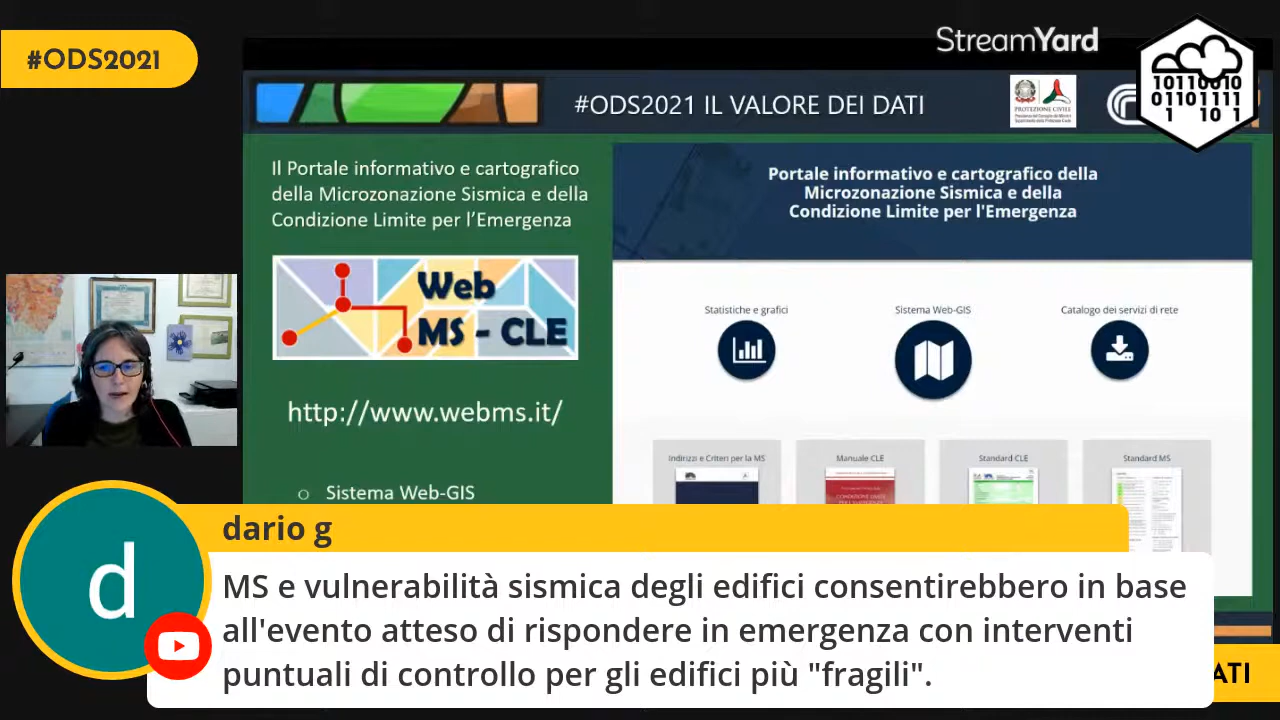 #ODS2021
StreamYard
#ODS2021 IL VALORE DEI DATI
PROTEZIONE CIVILE
10110010
01101111
1 10 1
Il Portale informativo e cartografico
della Microzonazione Sismica e della
Condizione Limite per l'Emergenza
Web
MS - CLE
http://www.webms.it/
o Sistema Web-GIS
Portale informativo e cartografico della
Microzonazione Sismica e della
Condizione Limite per l'Emergenza
Statistiche e grafici
Sistema Web-GIS
Catalogo dei servizi di rete
Indirizzi e Criteri per la MS
Manuale CLE
Standard CLE
Standard MS
d
dario g
MS e vulnerabilità sismica degli edifici consentirebbero in base
all'evento atteso di rispondere in emergenza con interventi
puntuali di controllo per gli edifici più "fragili".
ATI